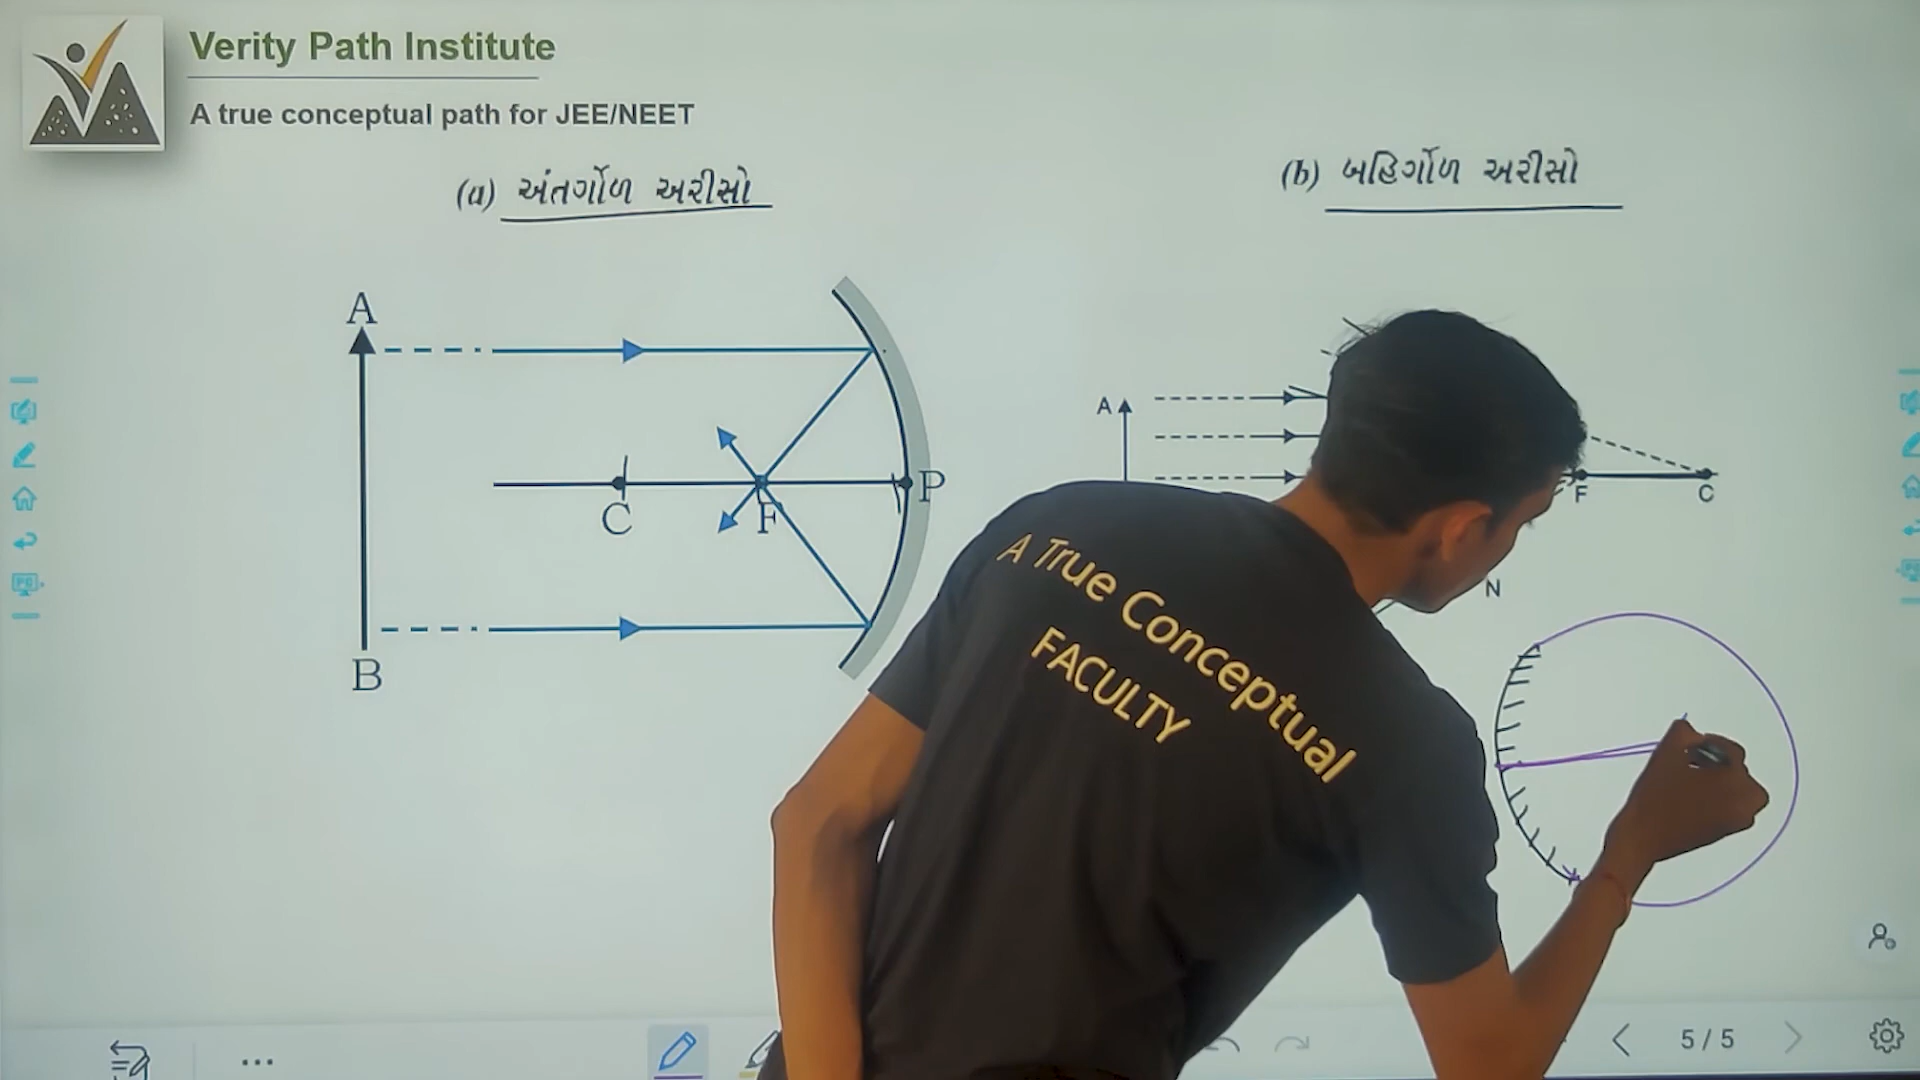 Verity Path Institute
A true conceptual path for JEE/NEET
(a) અંતર્ગોળ અરીસો
(b) બહિર્ગોળ અરીસો
A
B
C
F
P
A
F
C
N
A True Conceptual
FACULTY
5 / 5